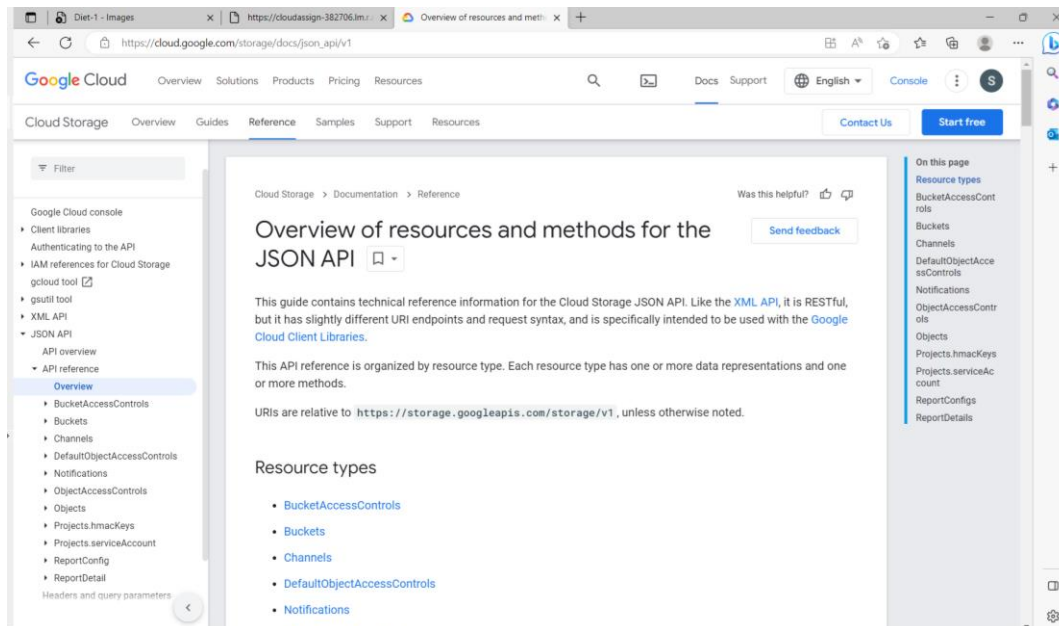 Diet-1 - Images
https://cloudassign-382706.lm.r.
Overview of resources and meth
https://cloud.google.com/storage/docs/json_api/v1
Google Cloud Overview Solutions Products Pricing Resources Docs Support English Console S
Cloud Storage Overview Guides Reference Samples Support Resources Contact Us Start free
Filter
Google Cloud console
Client libraries
Authenticating to the API
IAM references for Cloud Storage
gcloud tool
gsutil tool
XML API
JSON API
API overview
API reference
Overview
BucketAccessControls
Buckets
Channels
DefaultObjectAccessControls
Notifications
ObjectAccessControls
Objects
Projects.hmacKeys
Projects.serviceAccount
ReportConfig
ReportDetail
Headers and query parameters
Cloud Storage > Documentation > Reference
Was this helpful?
Overview of resources and methods for the
JSON API
Send feedback
This guide contains technical reference information for the Cloud Storage JSON API. Like the XML API, it is RESTful,
but it has slightly different URI endpoints and request syntax, and is specifically intended to be used with the Google
Cloud Client Libraries.
This API reference is organized by resource type. Each resource type has one or more data representations and one
or more methods.
URIs are relative to https://storage.googleapis.com/storage/v1, unless otherwise noted.
Resource types
• BucketAccessControls
• Buckets
• Channels
• DefaultObjectAccessControls
• Notifications
On this page
Resource types
BucketAccessCont
rols
Buckets
Channels
DefaultObjectAcce
ssControls
Notifications
ObjectAccessContr
ols
Objects
Projects.hmacKeys
Projects.serviceAc
count
ReportConfigs
ReportDetails